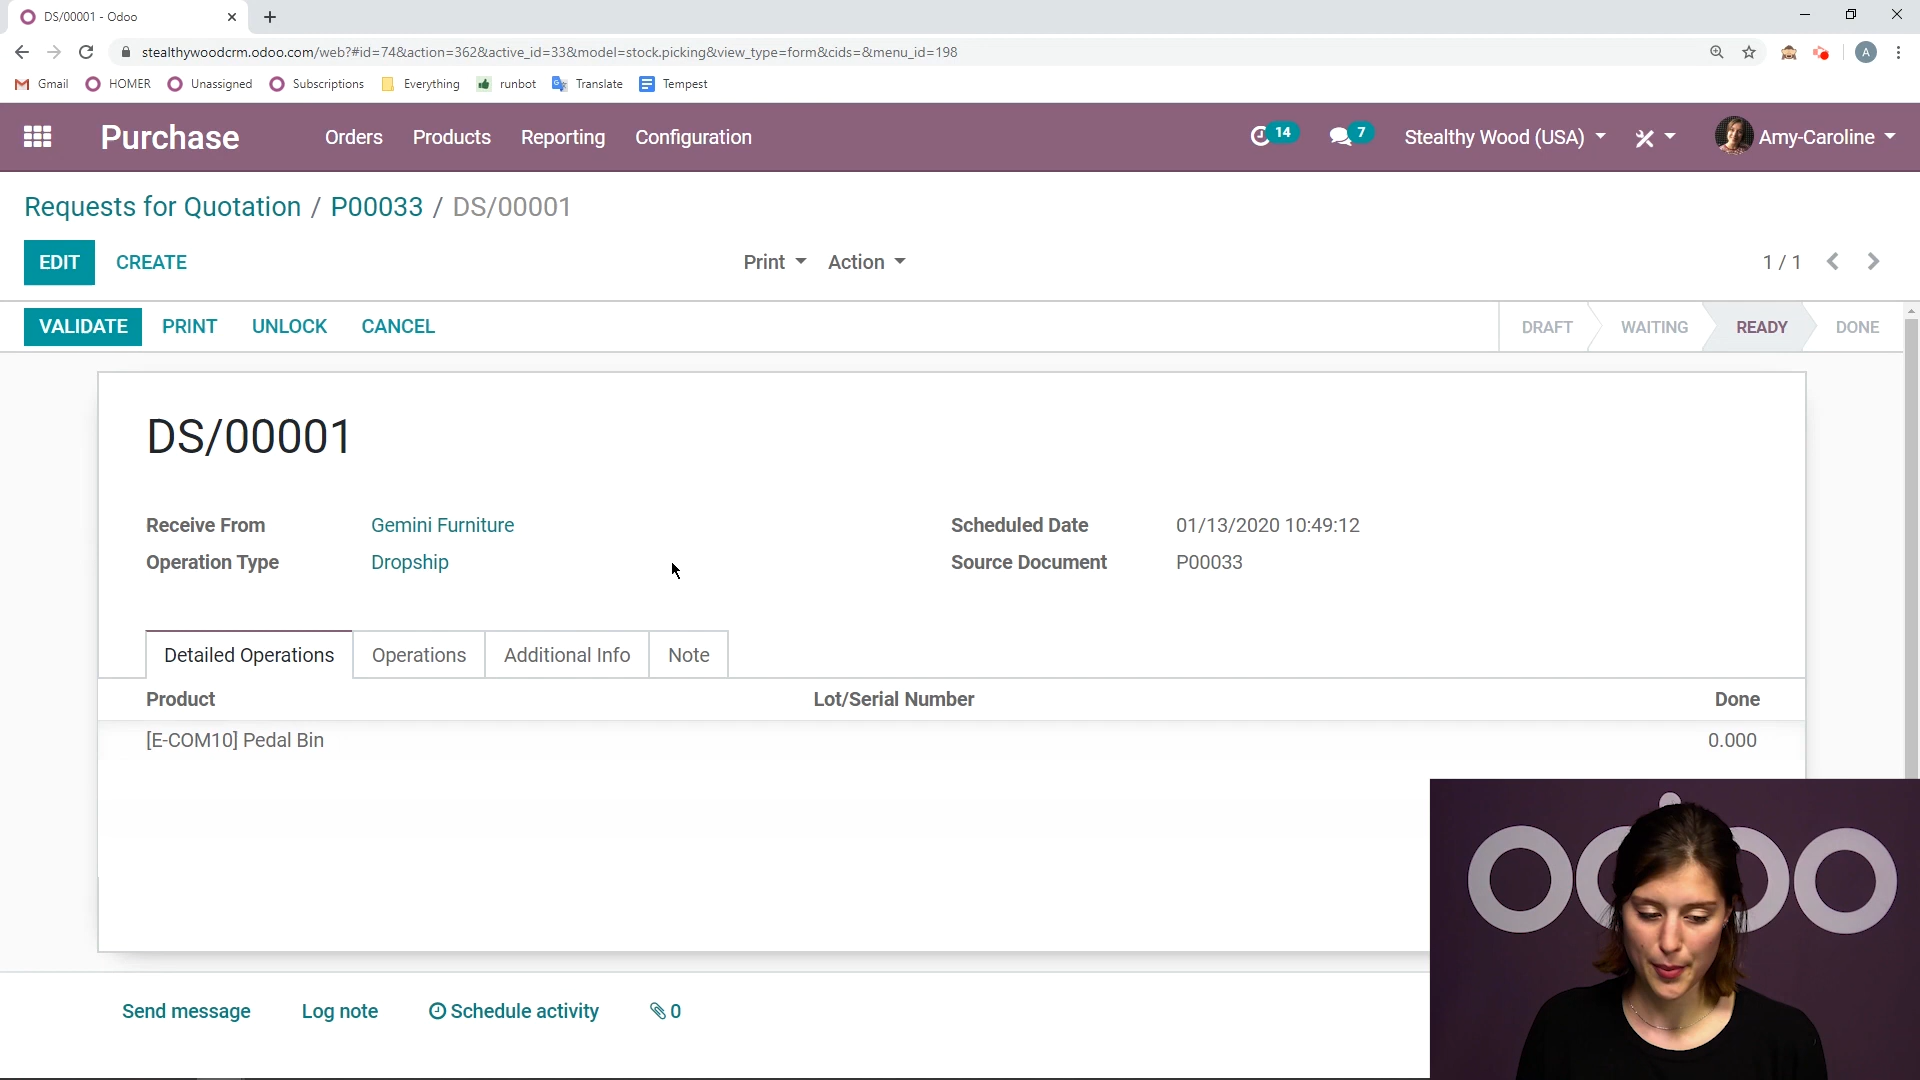 DS/00001 - Odoo
stealthywoodcrm.odoo.com/web?#id=74&action=362&active_id=33&model=stock.picking&view_type=form&cids=&menu_id=198
A
Gmail HOMER Unassigned Subscriptions Everything runbot Translate Tempest
Purchase Orders Products Reporting Configuration 14 7 Stealthy Wood (USA) Amy-Caroline
Requests for Quotation / P00033 / DS/00001
EDIT CREATE Print Action 1 / 1
VALIDATE PRINT UNLOCK CANCEL DRAFT WAITING READY DONE
DS/00001
Receive From Gemini Furniture Scheduled Date 01/13/2020 10:49:12
Operation Type Dropship Source Document P00033
Detailed Operations Operations Additional Info Note
Product Lot/Serial Number Done
[E-COM10] Pedal Bin 0.000
odoo
Send message Log note Schedule activity 0